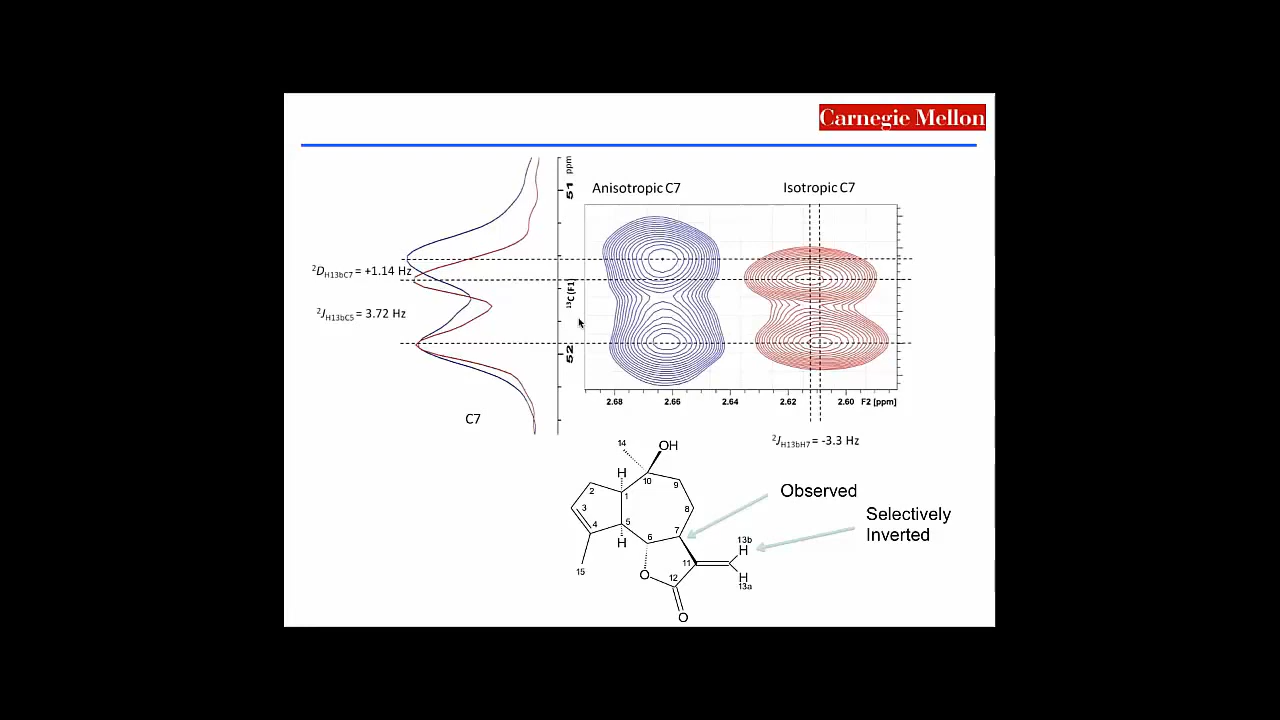 Carnegie Mellon
Anisotropic C7
Isotropic C7
ppm
51
²D_H13bC7 = +1.14 Hz
²J_H13bC5 = 3.72 Hz
¹³C (F1)
52
C7
2.68 2.66 2.64 2.62 2.60 F2 [ppm]
²J_H13bH7 = -3.3 Hz
14
OH
H
10
9
2
1
3
8
4
5
H
6
7
15
11
13b
H
H
13a
O
12
O
Observed
Selectively
Inverted